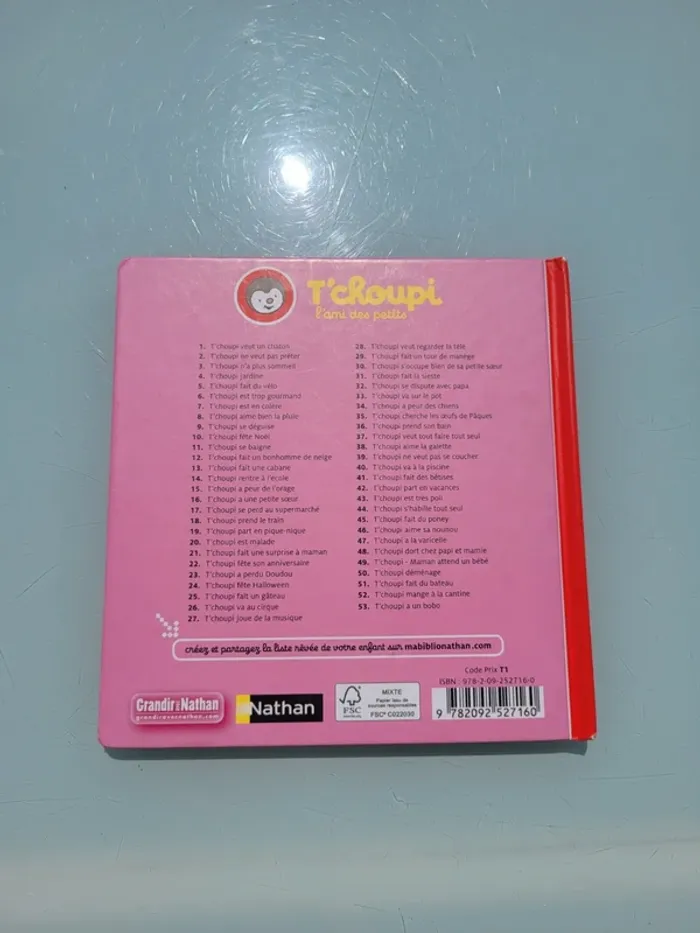 T'choupi
l'ami des petits
1. T'choupi veut un chaton
2. T'choupi ne veut pas prêter
3. T'choupi n'a plus sommeil
4. T'choupi jardine
5. T'choupi fait du vélo
6. T'choupi est trop gourmand
7. T'choupi est en colère
8. T'choupi aime bien la pluie
9. T'choupi se déguise
10. T'choupi fête Noël
11. T'choupi se baigne
12. T'choupi fait un bonhomme de neige
13. T'choupi fait une cabane
14. T'choupi rentre à l'école
15. T'choupi a peur de l'orage
16. T'choupi a une petite sœur
17. T'choupi se perd au supermarché
18. T'choupi prend le train
19. T'choupi part en pique-nique
20. T'choupi est malade
21. T'choupi fait une surprise à maman
22. T'choupi fête son anniversaire
23. T'choupi a perdu Doudou
24. T'choupi fête Halloween
25. T'choupi fait un gâteau
26. T'choupi va au cirque
27. T'choupi joue de la musique
28. T'choupi veut regarder la télé
29. T'choupi fait un tour de manège
30. T'choupi s'occupe bien de sa petite sœur
31. T'choupi fait la sieste
32. T'choupi se dispute avec papa
33. T'choupi va sur le pot
34. T'choupi a peur des chiens
35. T'choupi cherche les œufs de Pâques
36. T'choupi prend son bain
37. T'choupi veut tout faire tout seul
38. T'choupi aime la galette
39. T'choupi ne veut pas se coucher
40. T'choupi va à la piscine
41. T'choupi fait des bêtises
42. T'choupi part en vacances
43. T'choupi est très poli
44. T'choupi s'habille tout seul
45. T'choupi fait du poney
46. T'choupi aime sa nounou
47. T'choupi a la varicelle
48. T'choupi dort chez papi et mamie
49. T'choupi - Maman attend un bébé
50. T'choupi déménage
51. T'choupi fait du bateau
52. T'choupi mange à la cantine
53. T'choupi a un bobo
créez et partagez la liste rêvée de votre enfant sur mabiblionathan.com
Code Prix T1
ISBN : 978-2-09-252716-0
Grandir avec Nathan
grandiravecnathan.com
Nathan
FSC
MIXTE
Papier issu de
sources responsables
FSC® C022030
9 782092 527160